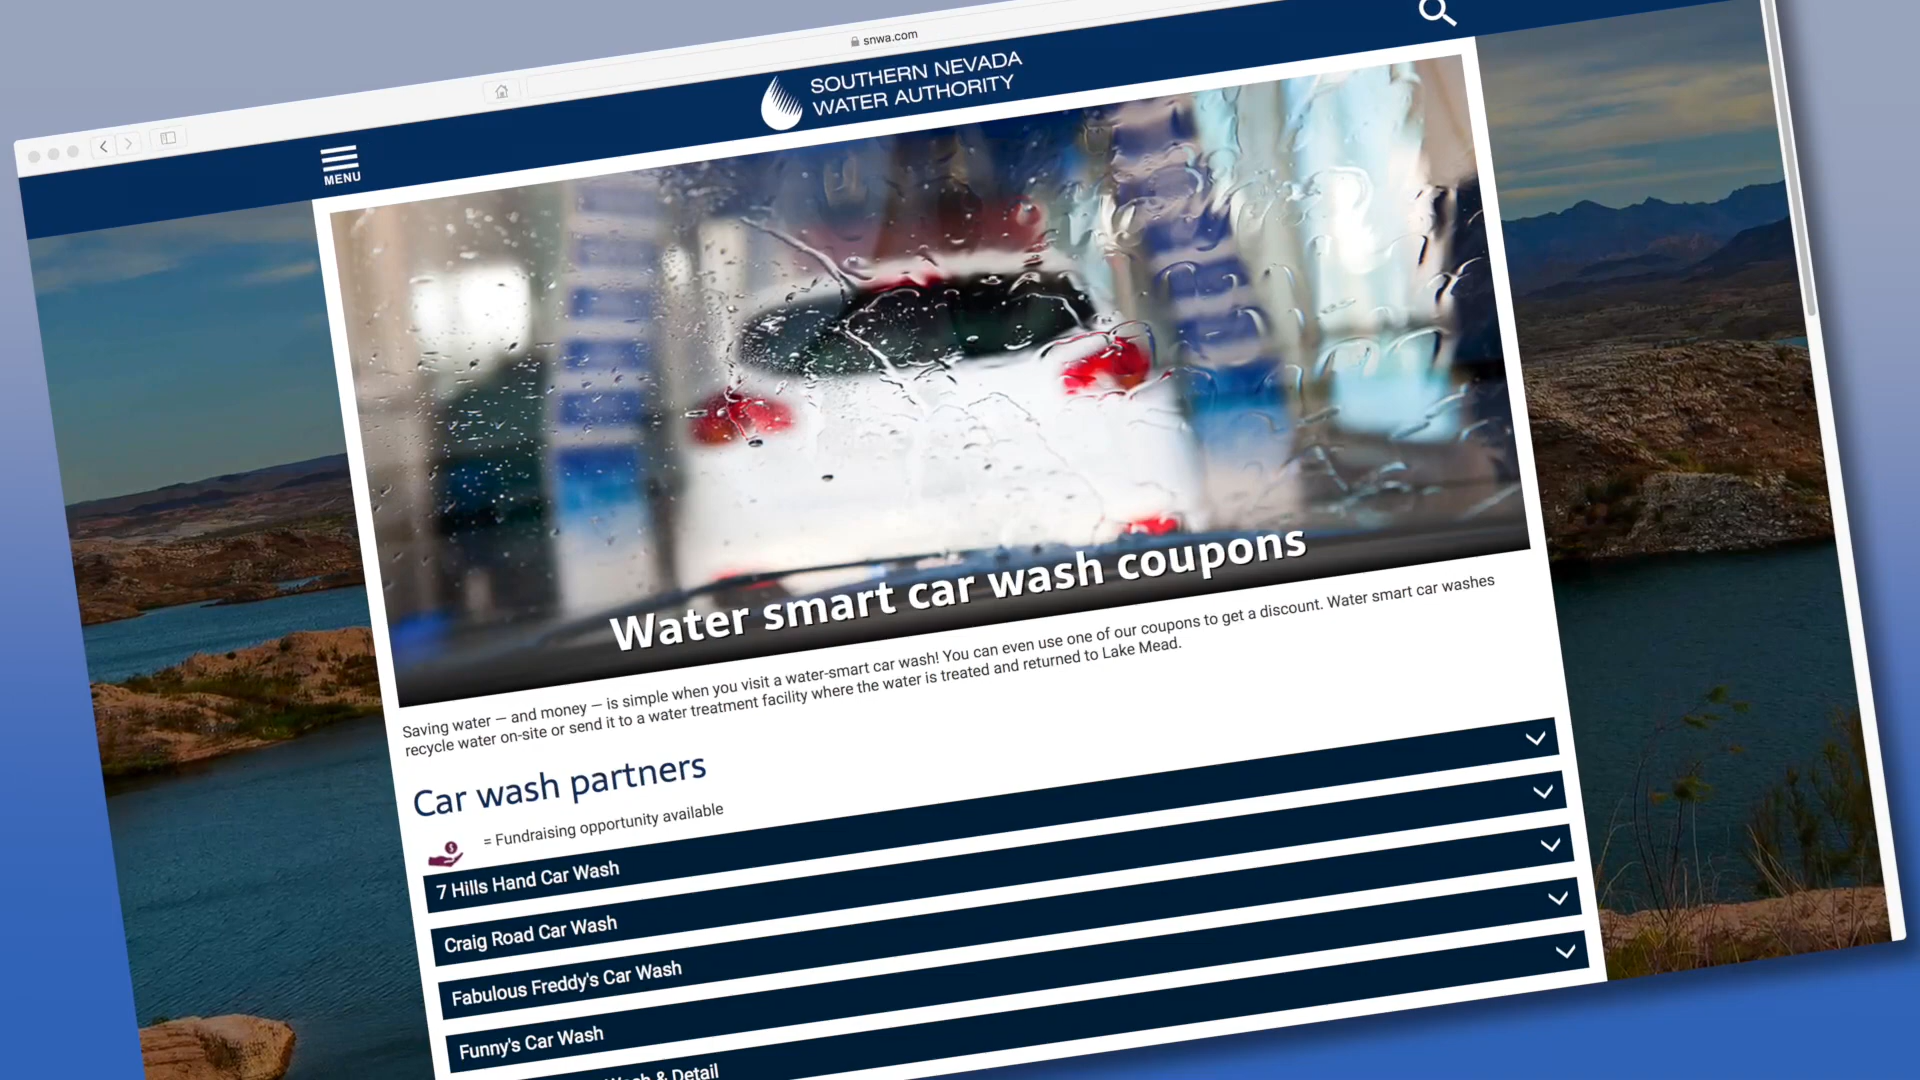 snwa.com
SOUTHERN NEVADA
WATER AUTHORITY
MENU
Water smart car wash coupons
Saving water — and money — is simple when you visit a water-smart car wash! You can even use one of our coupons to get a discount. Water smart car washes
recycle water on-site or send it to a water treatment facility where the water is treated and returned to Lake Mead.
Car wash partners
= Fundraising opportunity available
7 Hills Hand Car Wash
Craig Road Car Wash
Fabulous Freddy's Car Wash
Funny's Car Wash
Wash & Detail